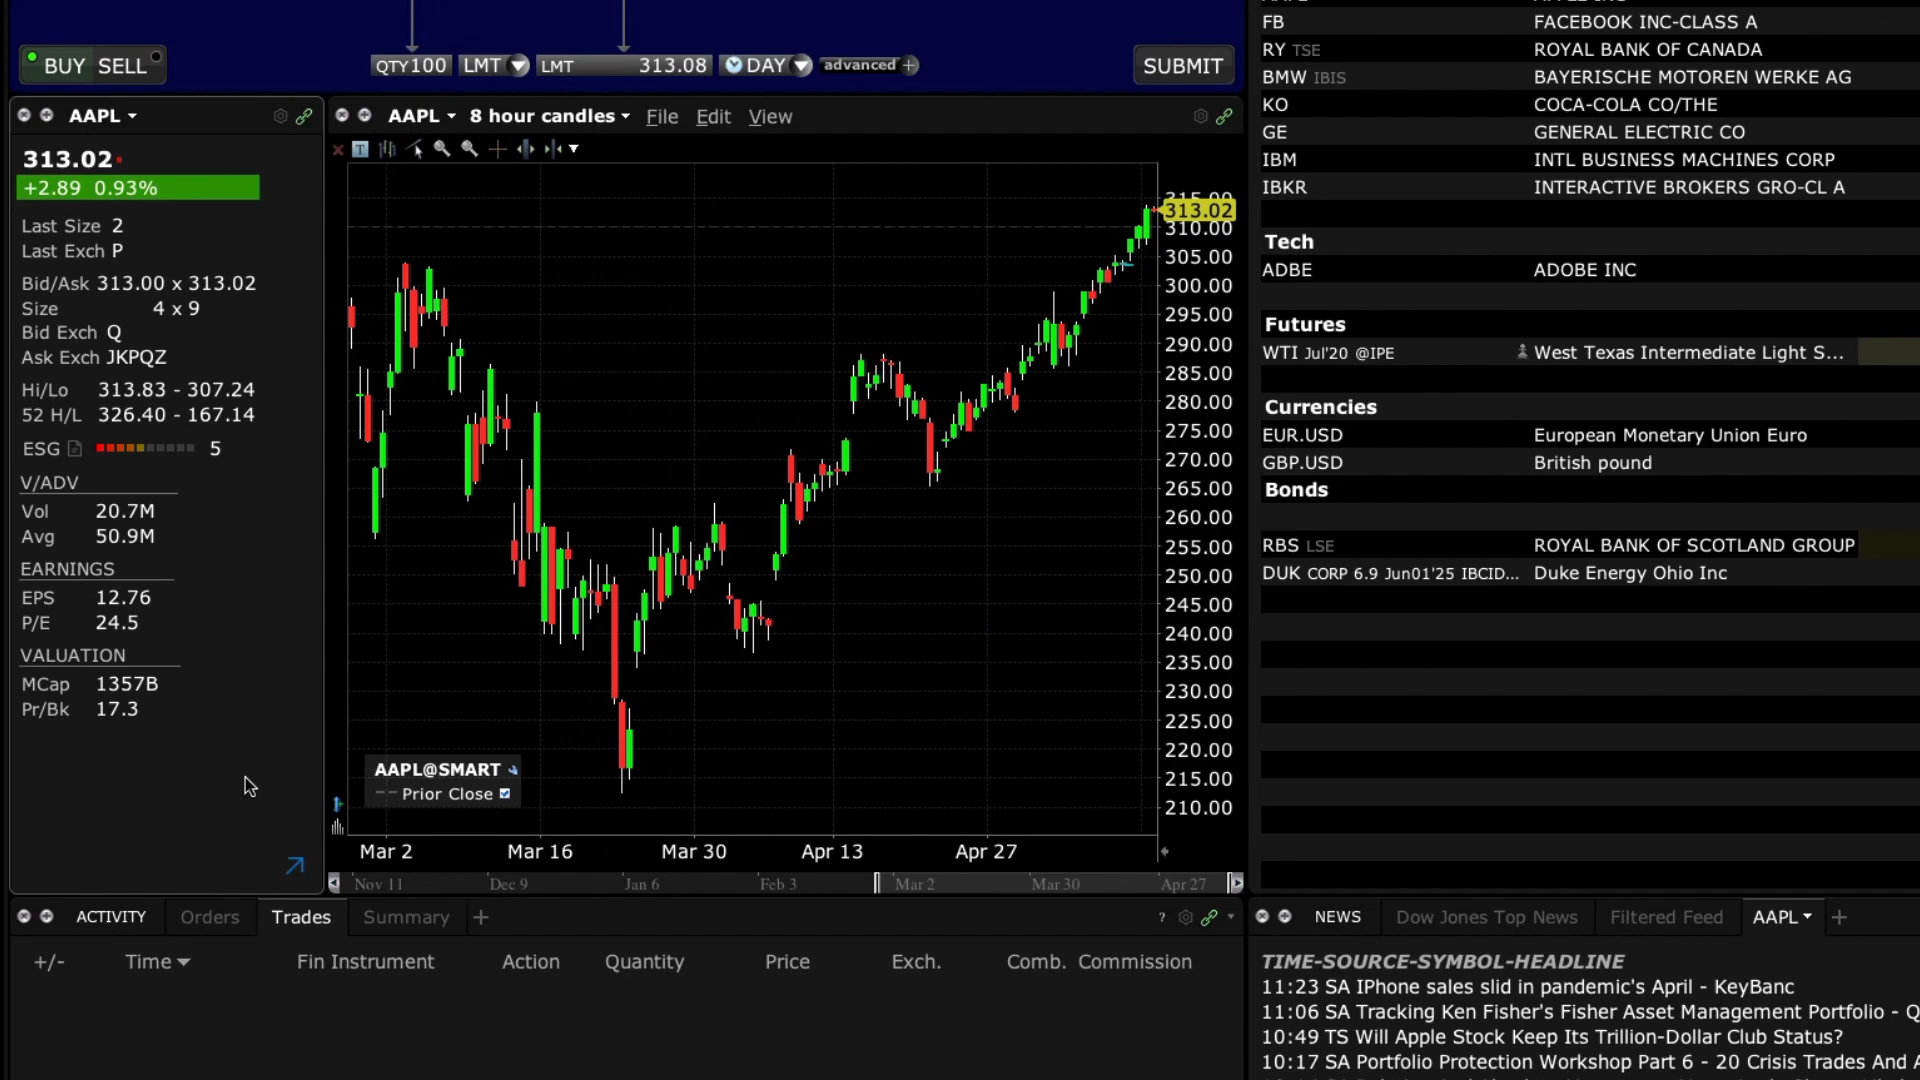 BUY SELL
QTY 100 LMT LMT 313.08 DAY advanced +
SUBMIT
AAPL
313.02
+2.89 0.93%
Last Size 2
Last Exch P
Bid/Ask 313.00 x 313.02
Size 4 x 9
Bid Exch Q
Ask Exch JKPQZ
Hi/Lo 313.83 - 307.24
52 H/L 326.40 - 167.14
ESG 5
V/ADV
Vol 20.7M
Avg 50.9M
EARNINGS
EPS 12.76
P/E 24.5
VALUATION
MCap 1357B
Pr/Bk 17.3
AAPL 8 hour candles File Edit View
T
315.00
313.02
310.00
305.00
300.00
295.00
290.00
285.00
280.00
275.00
270.00
265.00
260.00
255.00
250.00
245.00
240.00
235.00
230.00
225.00
220.00
215.00
210.00
AAPL@SMART
Prior Close
Mar 2 Mar 16 Mar 30 Apr 13 Apr 27
Nov 11 Dec 9 Jan 6 Feb 3 Mar 2 Mar 30 Apr 27
FB FACEBOOK INC-CLASS A
RY TSE ROYAL BANK OF CANADA
BMW IBIS BAYERISCHE MOTOREN WERKE AG
KO COCA-COLA CO/THE
GE GENERAL ELECTRIC CO
IBM INTL BUSINESS MACHINES CORP
IBKR INTERACTIVE BROKERS GRO-CL A
Tech
ADBE ADOBE INC
Futures
WTI Jul'20 @IPE West Texas Intermediate Light S...
Currencies
EUR.USD European Monetary Union Euro
GBP.USD British pound
Bonds
RBS LSE ROYAL BANK OF SCOTLAND GROUP
DUK CORP 6.9 Jun01'25 IBCID... Duke Energy Ohio Inc
ACTIVITY Orders Trades Summary + ?
+/- Time Fin Instrument Action Quantity Price Exch. Comb. Commission
NEWS Dow Jones Top News Filtered Feed AAPL +
TIME-SOURCE-SYMBOL-HEADLINE
11:23 SA IPhone sales slid in pandemic's April - KeyBanc
11:06 SA Tracking Ken Fisher's Fisher Asset Management Portfolio - Q
10:49 TS Will Apple Stock Keep Its Trillion-Dollar Club Status?
10:17 SA Portfolio Protection Workshop Part 6 - 20 Crisis Trades And